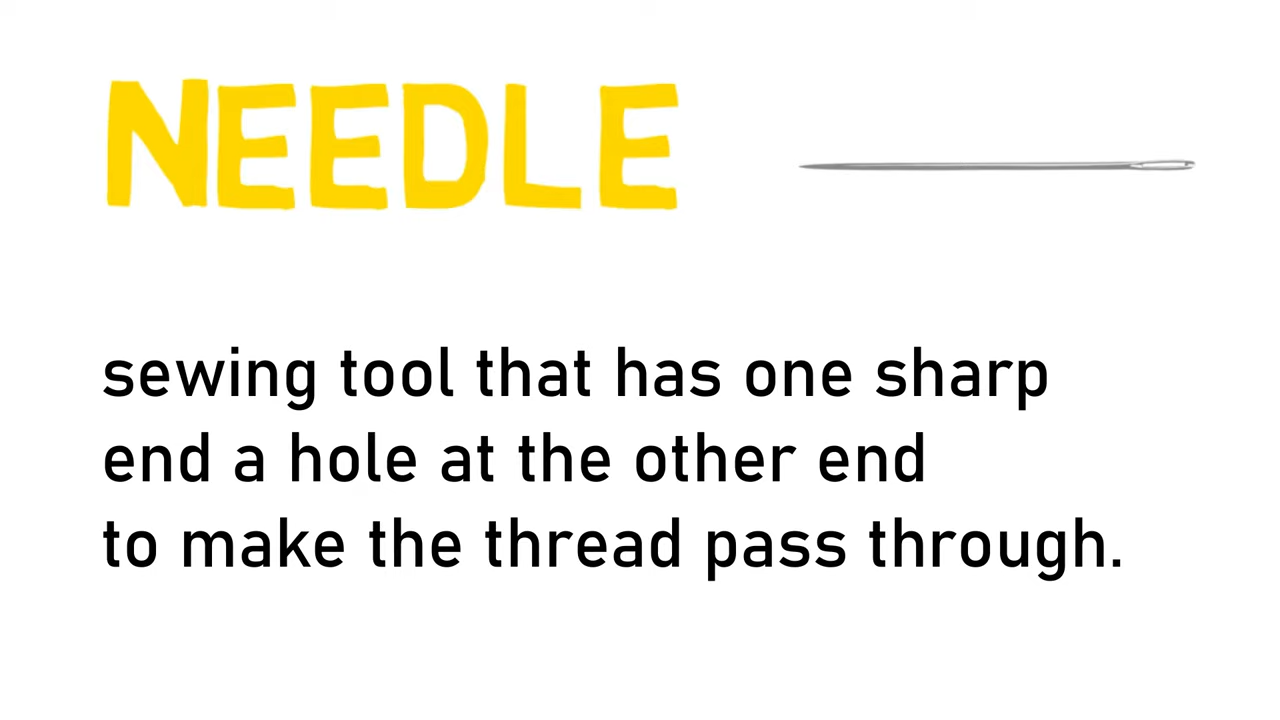 NEEDLE
sewing tool that has one sharp
end a hole at the other end
to make the thread pass through.